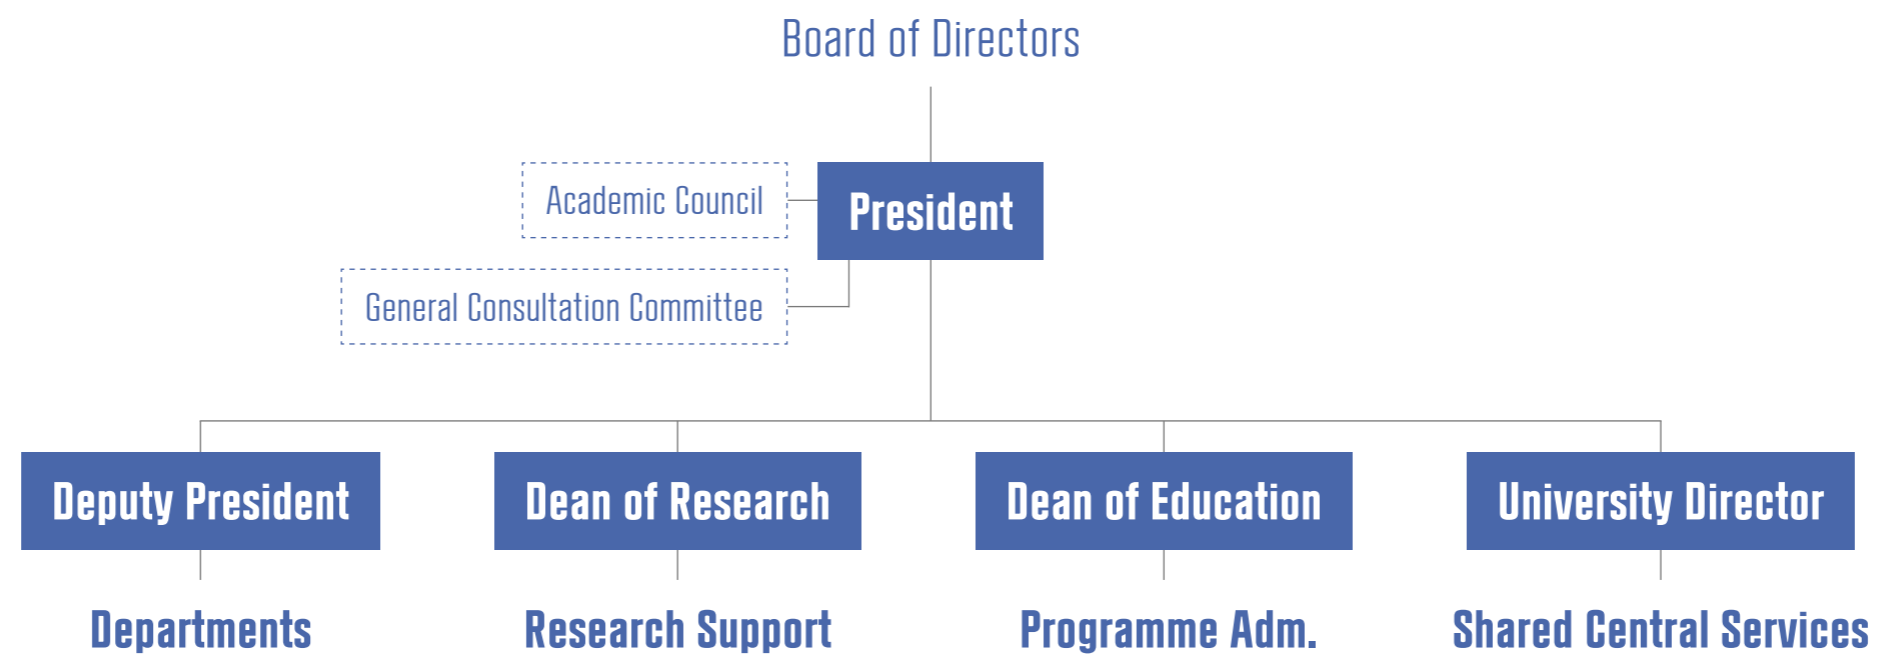 Board of Directors
Academic Council
President
General Consultation Committee
Deputy President
Dean of Research
Dean of Education
University Director
Departments
Research Support
Programme Adm.
Shared Central Services